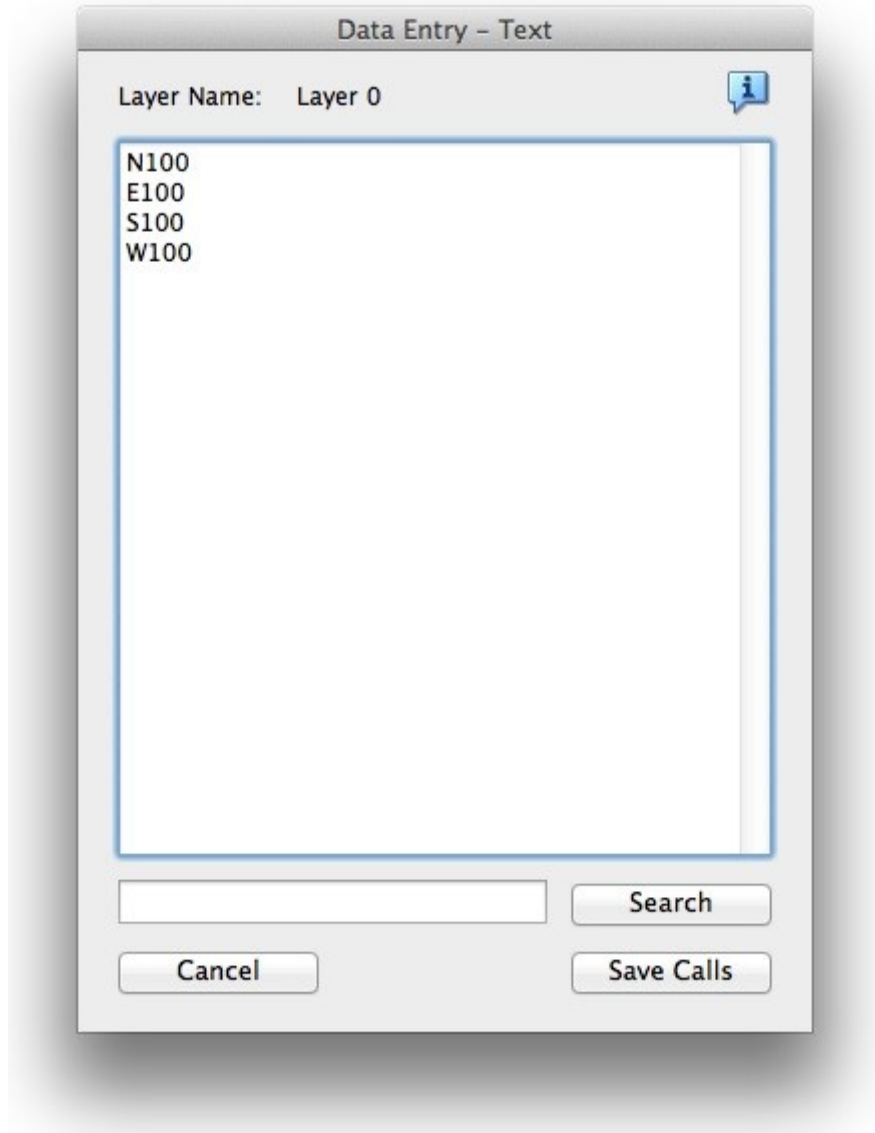 Data Entry – Text
Layer Name: Layer 0
i
N100
E100
S100
W100
Search
Cancel
Save Calls